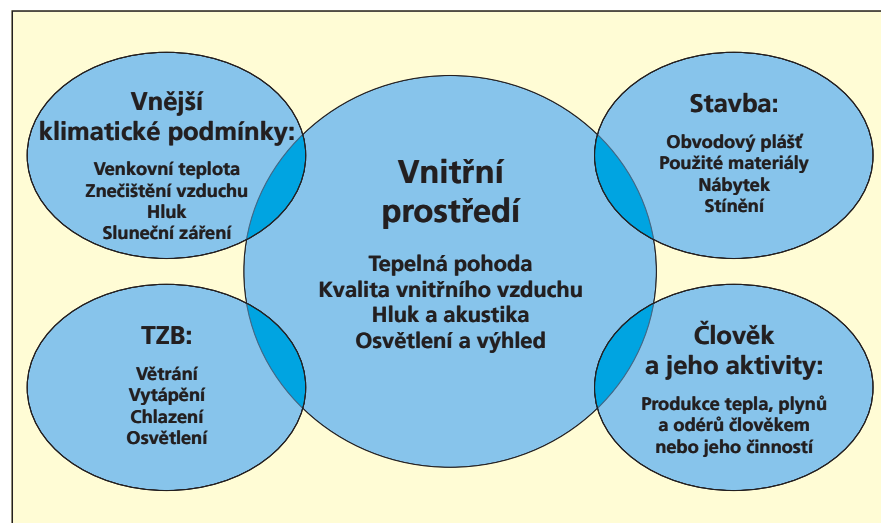 Vnější
klimatické podmínky:
Venkovní teplota
Znečištění vzduchu
Hluk
Sluneční záření
Stavba:
Obvodový plášť
Použité materiály
Nábytek
Stínění
Vnitřní
prostředí
Tepelná pohoda
Kvalita vnitřního vzduchu
Hluk a akustika
Osvětlení a výhled
TZB:
Větrání
Vytápění
Chlazení
Osvětlení
Člověk
a jeho aktivity:
Produkce tepla, plynů
a odérů člověkem
nebo jeho činností